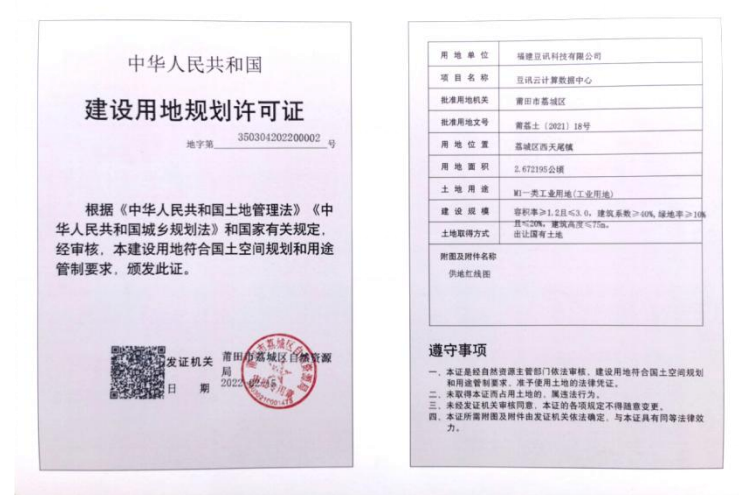 中华人民共和国
建设用地规划许可证
地字第 350304202200002 号
根据《中华人民共和国土地管理法》《中
华人民共和国城乡规划法》和国家有关规定，
经审核，本建设用地符合国土空间规划和用途
管制要求，颁发此证。
发证机关 莆田市荔城区自然资源
局
日 期 2022-02-15
用地单位 福建豆讯科技有限公司
项目名称 豆讯云计算数据中心
批准用地机关 莆田市荔城区
批准用地文号 莆荔土〔2021〕18号
用地位置 荔城区西天尾镇
用地面积 2.672195公顷
土地用途 M1一类工业用地(工业用地)
建设规模 容积率≥1.2且≤3.0，建筑系数≥40%，绿地率≥10%
且≤20%，建筑高度≤75m。
土地取得方式 出让国有土地
附图及附件名称
供地红线图
遵守事项
一、本证是经自然资源主管部门依法审核，建设用地符合国土空间规划
和用途管制要求，准予使用土地的法律凭证。
二、未取得本证而占用土地的，属违法行为。
三、未经发证机关审核同意，本证的各项规定不得随意变更。
四、本证所需附图及附件由发证机关依法确定，与本证具有同等法律效
力。